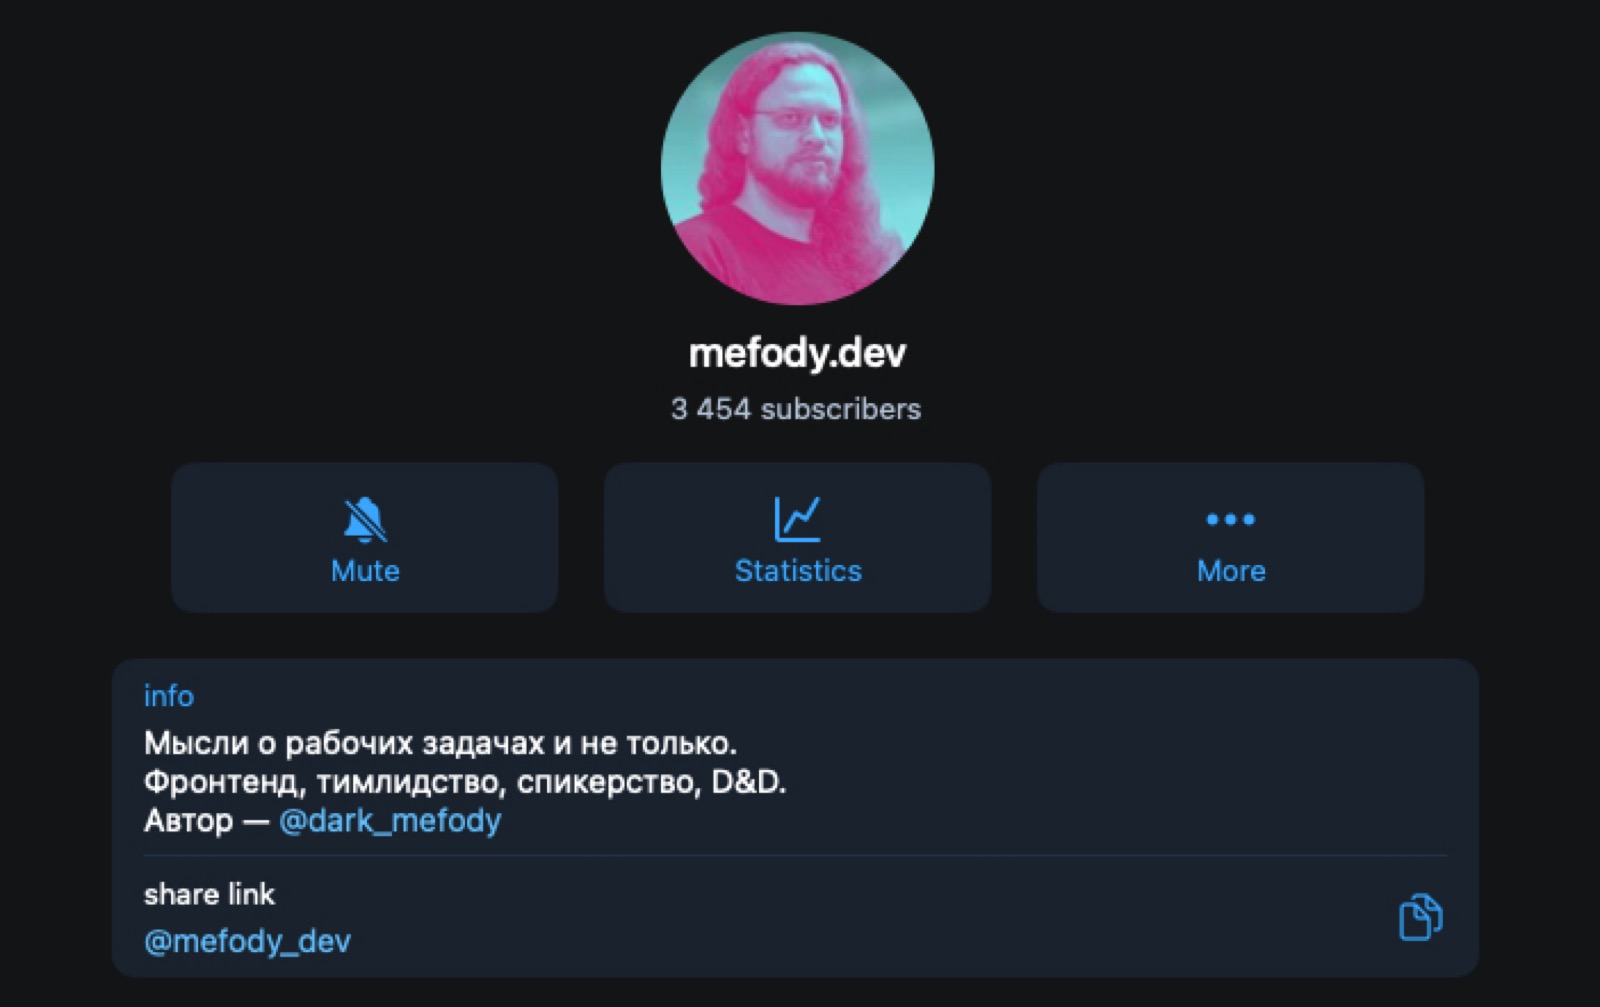 mefody.dev
3 454 subscribers
Mute
Statistics
More
info
Мысли о рабочих задачах и не только.
Фронтенд, тимлидство, спикерство, D&D.
Автор — @dark_mefody
share link
@mefody_dev